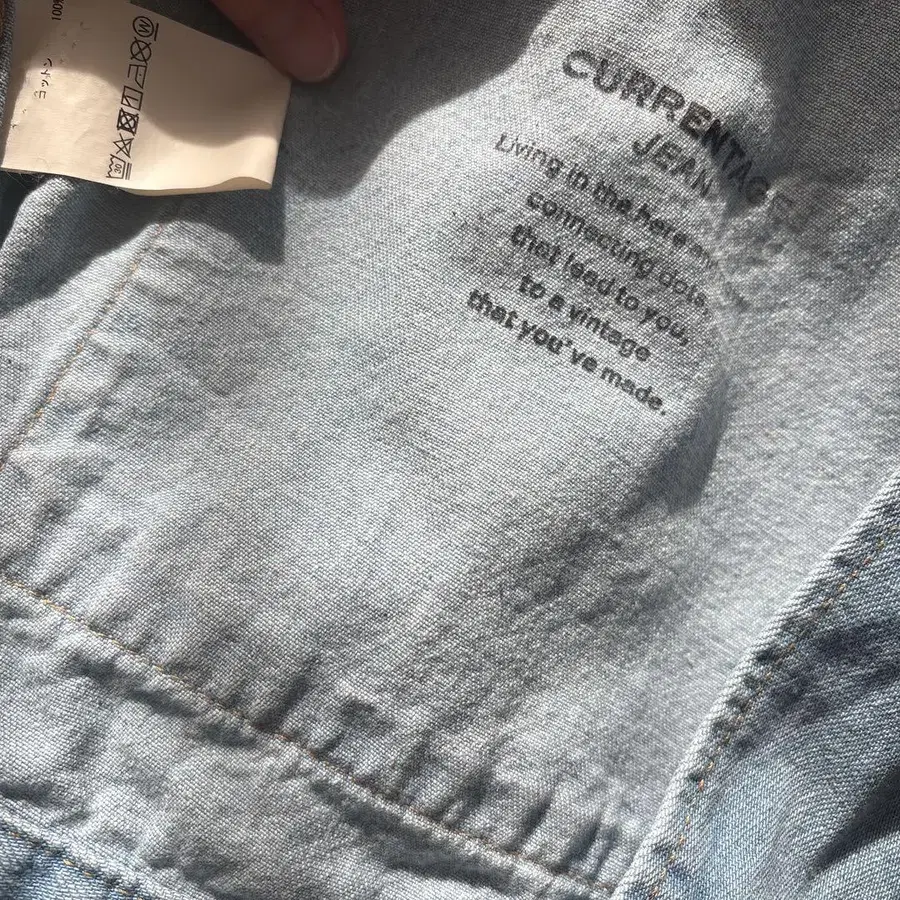 CURRENTAGE
JEAN
Living in the here
connecting dots,
that lead to you,
to a vintage
that you've made.
コットン
30